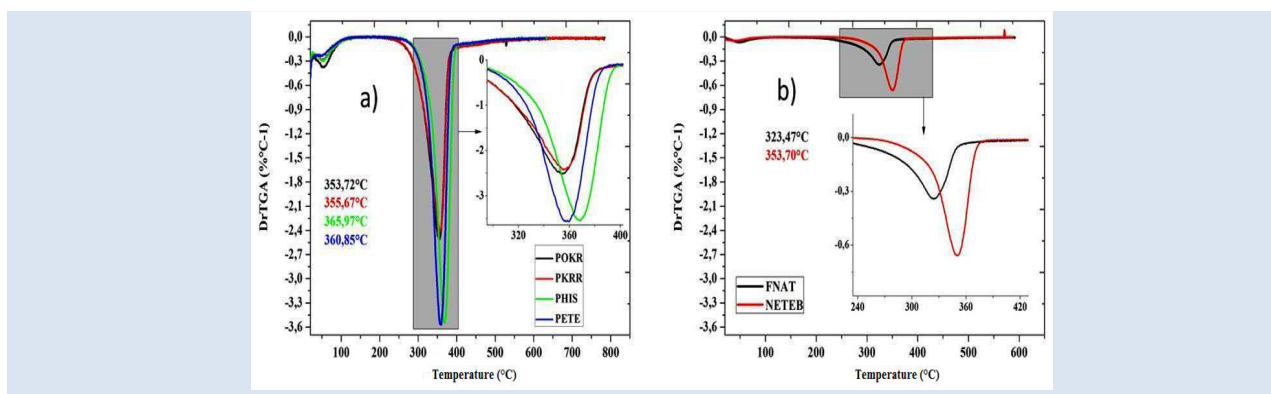 DrTGA (%°C-1)
0,0
-0,3
-0,6
-0,9
-1,2
-1,5
-1,8
-2,1
-2,4
-2,7
-3,0
-3,3
-3,6
a)
353,72°C
355,67°C
365,97°C
360,85°C
0
-1
-2
-3
320 360 400
POKR
PKRR
PHIS
PETE
100 200 300 400 500 600 700 800
Temperature (°C)
DrTGA (%°C-1)
0,0
-0,3
-0,6
-0,9
-1,2
-1,5
-1,8
-2,1
-2,4
-2,7
-3,0
-3,3
-3,6
b)
323,47°C
353,70°C
0,0
-0,3
-0,6
240 300 360 420
FNAT
NETEB
0 100 200 300 400 500 600
Temperature (°C)